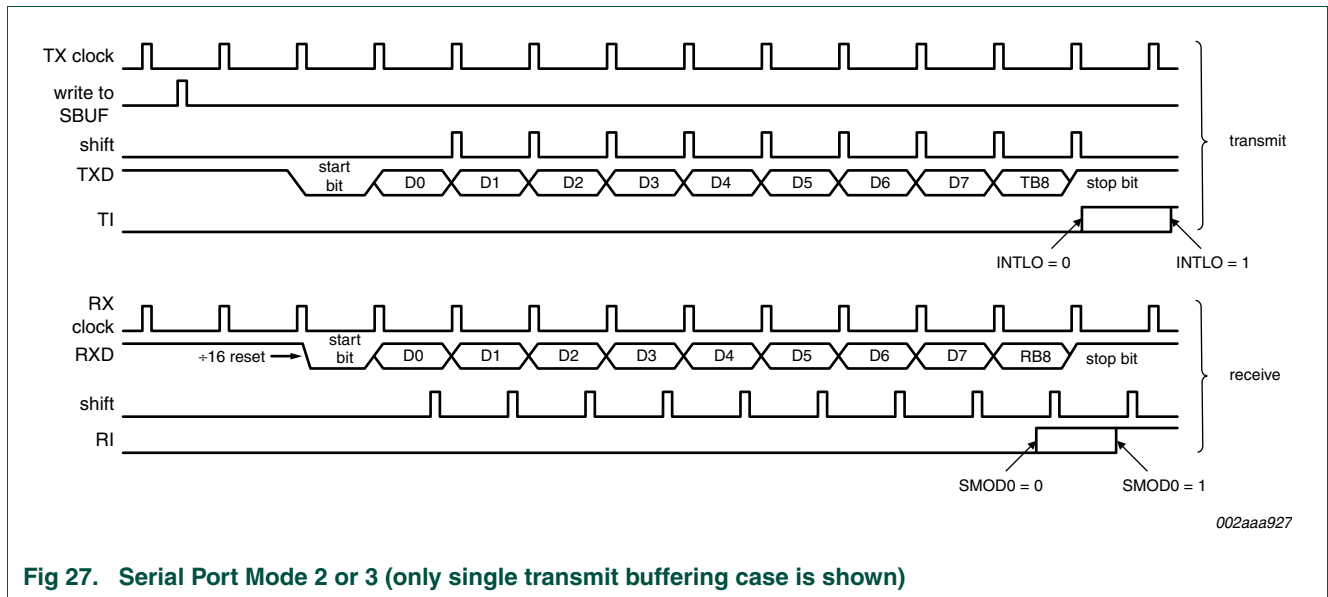 TX clock
write to
SBUF
shift
TXD
start
bit
D0 D1 D2 D3 D4 D5 D6 D7 TB8 stop bit
TI
INTLO = 0 INTLO = 1
transmit
RX
clock
RXD
÷16 reset
start
bit
D0 D1 D2 D3 D4 D5 D6 D7 RB8 stop bit
shift
RI
SMOD0 = 0 SMOD0 = 1
receive
002aaa927
Fig 27. Serial Port Mode 2 or 3 (only single transmit buffering case is shown)